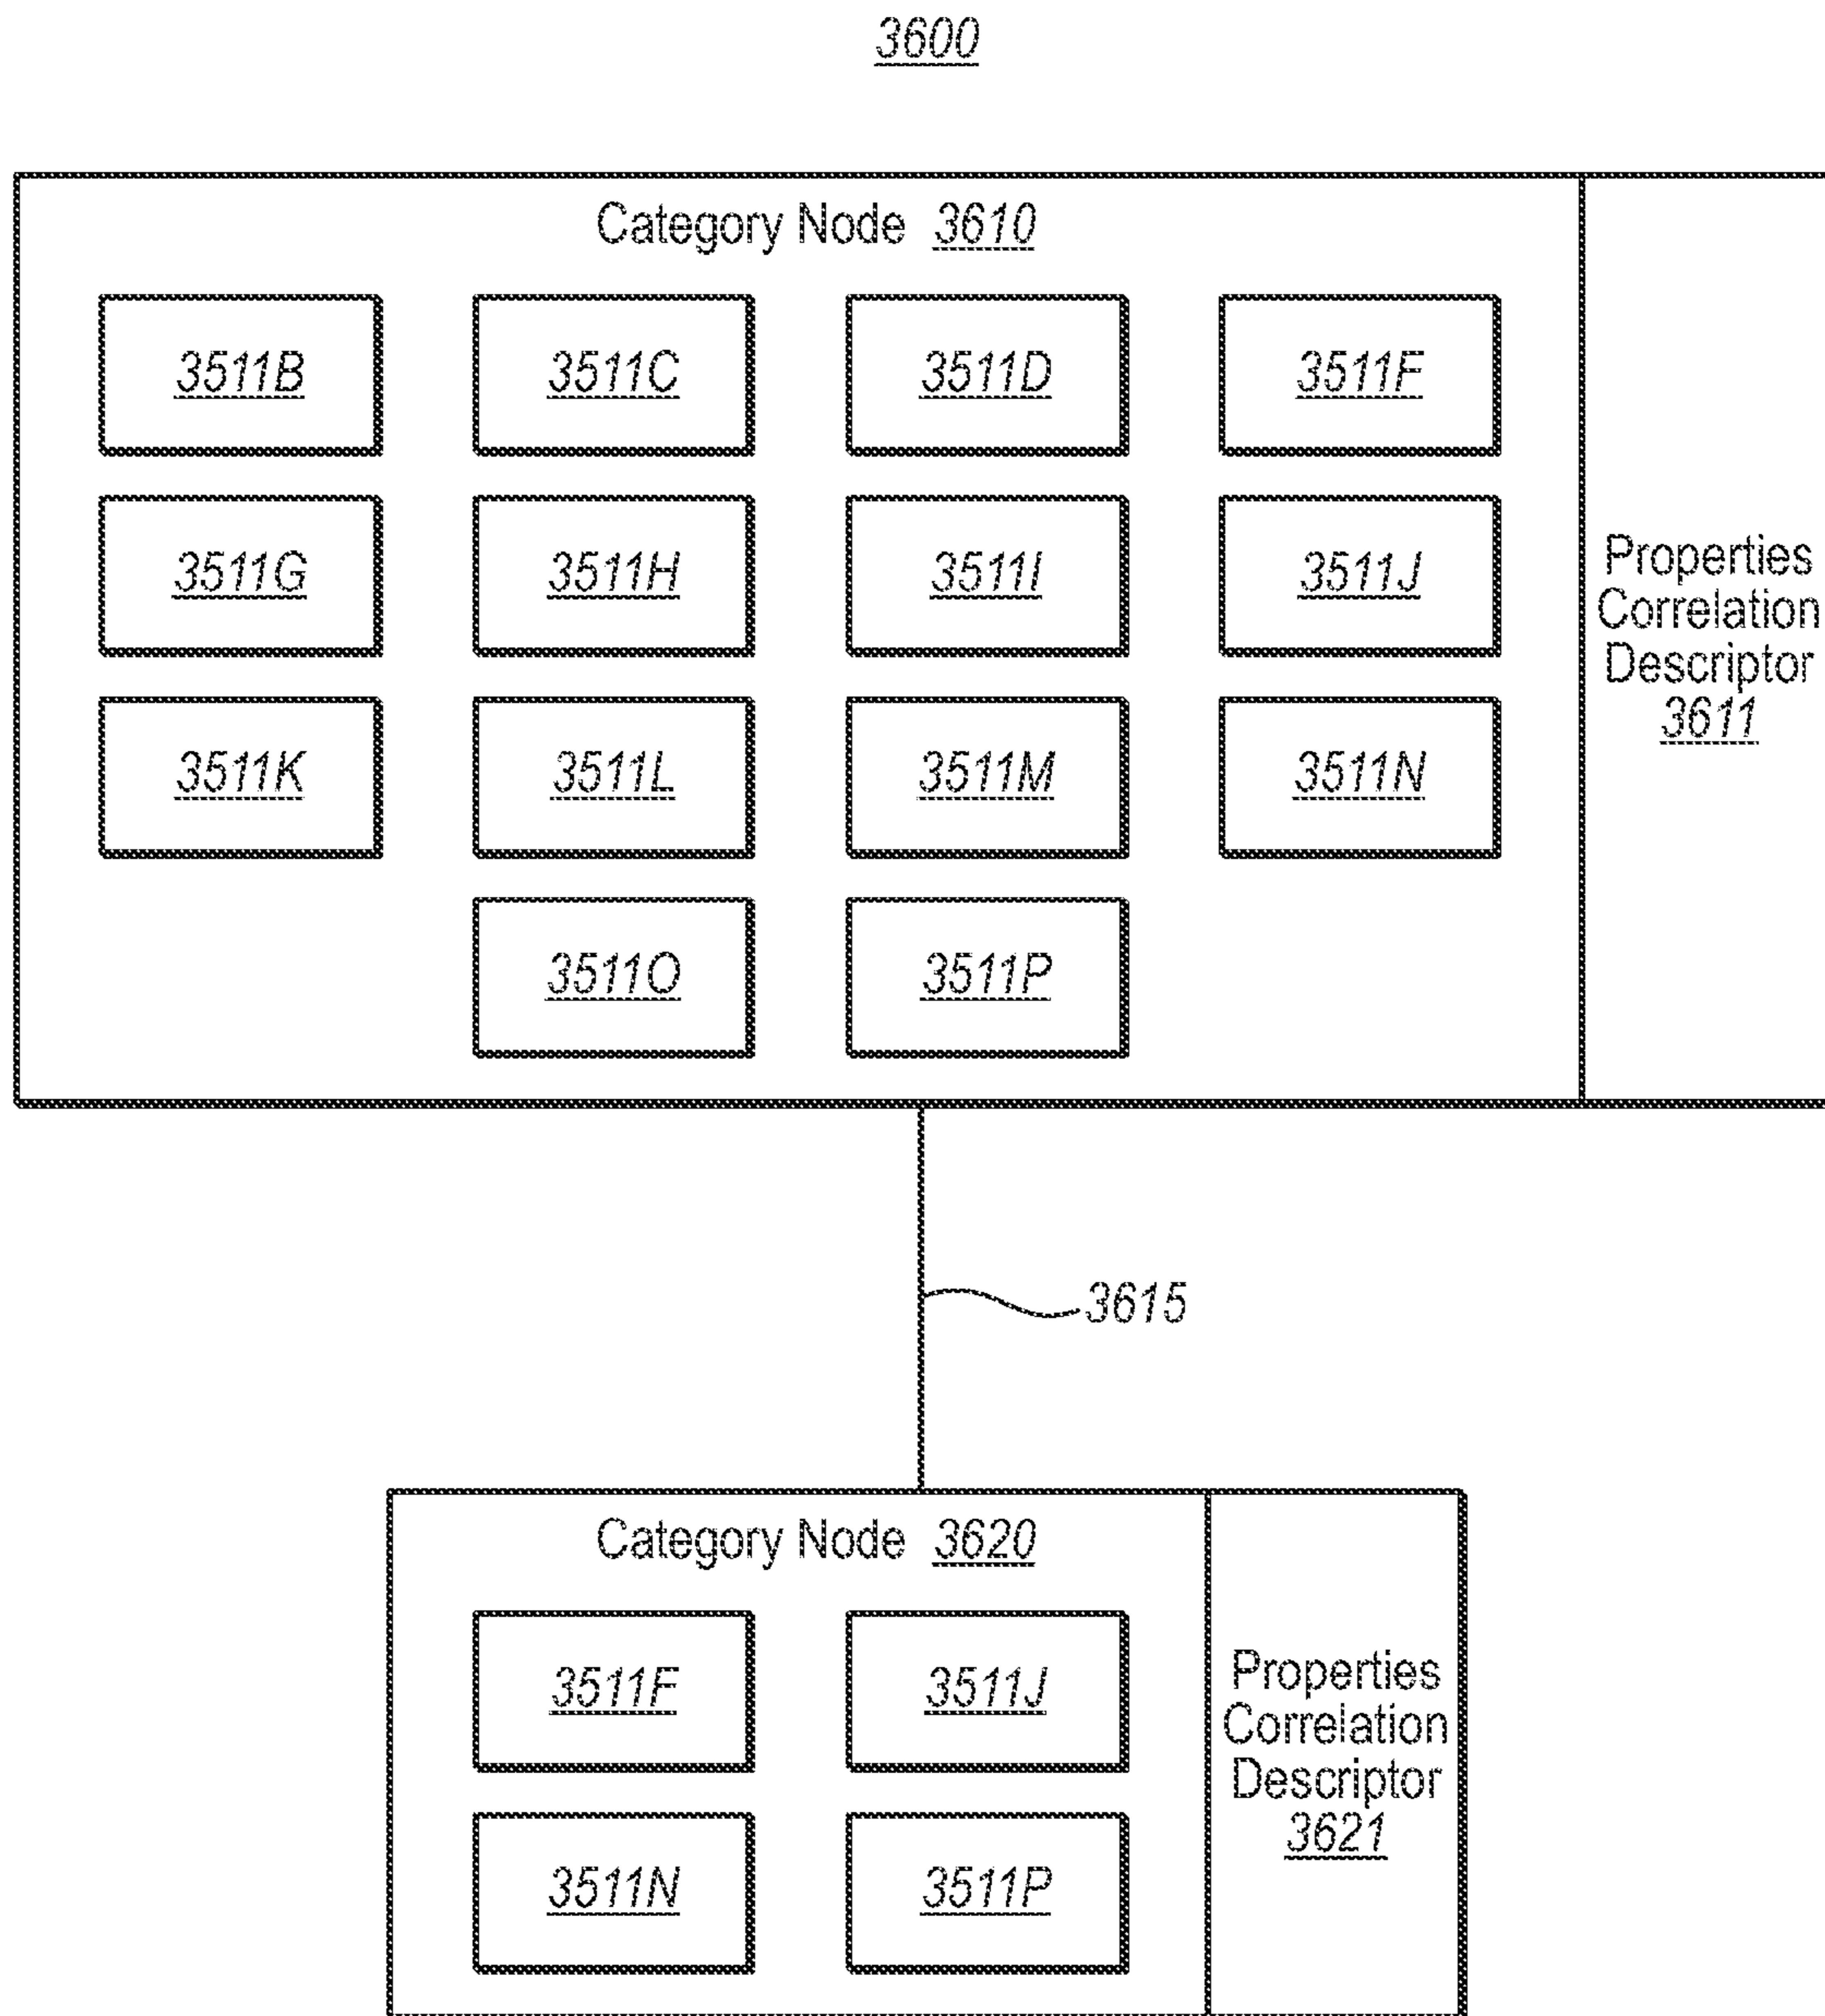 3600
Category Node 3610
3511B
3511C
3511D
3511F
3511G
3511H
3511I
3511J
3511K
3511L
3511M
3511N
3511O
3511P
Properties
Correlation
Descriptor
3611
3615
Category Node 3620
3511F
3511J
3511N
3511P
Properties
Correlation
Descriptor
3621